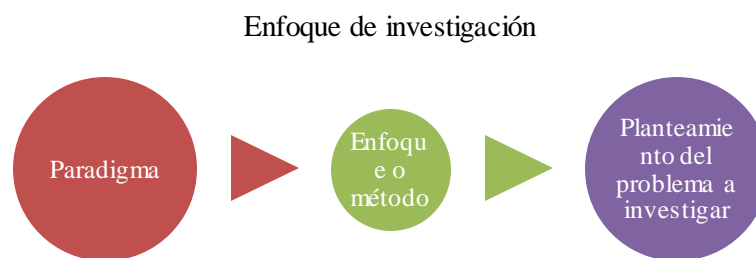 Enfoque de investigación
Paradigma
Enfoqu
e o
método
Planteamie
nto del
problema a
investigar